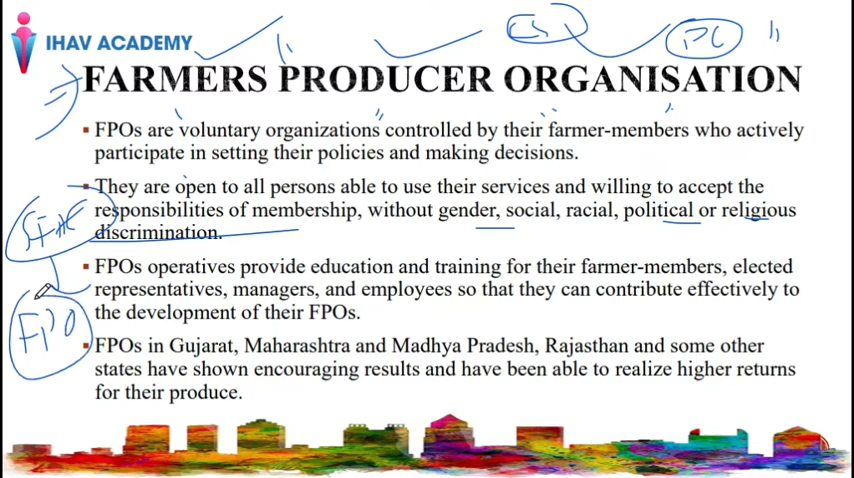 CS
PC
IHAV ACADEMY
FARMERS PRODUCER ORGANISATION
▪ FPOs are voluntary organizations controlled by their farmer-members who actively
participate in setting their policies and making decisions.
▪ They are open to all persons able to use their services and willing to accept the
responsibilities of membership, without gender, social, racial, political or religious
discrimination.
▪ FPOs operatives provide education and training for their farmer-members, elected
representatives, managers, and employees so that they can contribute effectively to
the development of their FPOs.
FPO
▪ FPOs in Gujarat, Maharashtra and Madhya Pradesh, Rajasthan and some other
states have shown encouraging results and have been able to realize higher returns
for their produce.